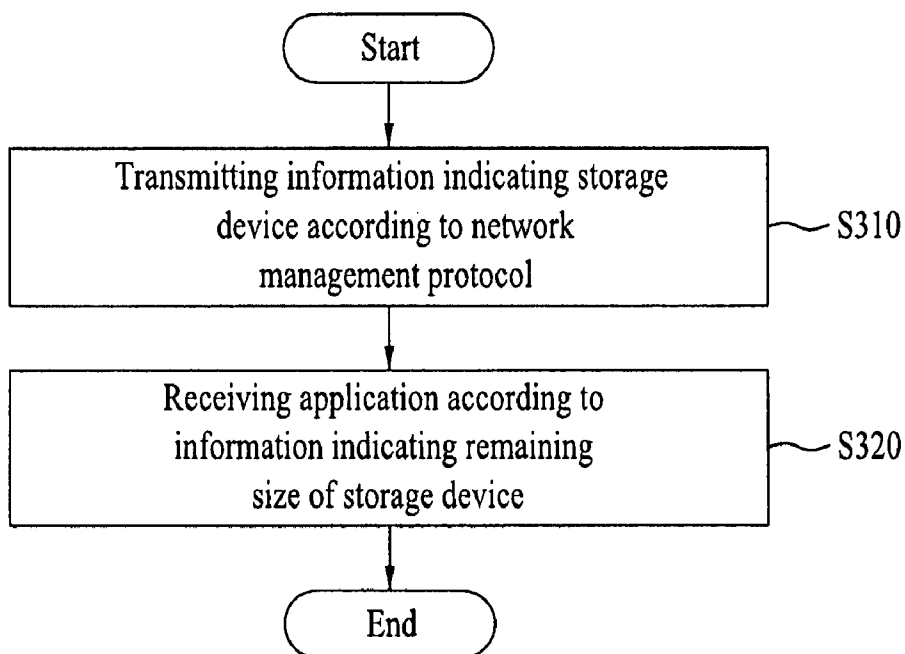 Start
Transmitting information indicating storage
device according to network
management protocol
S310
Receiving application according to
information indicating remaining
size of storage device
S320
End